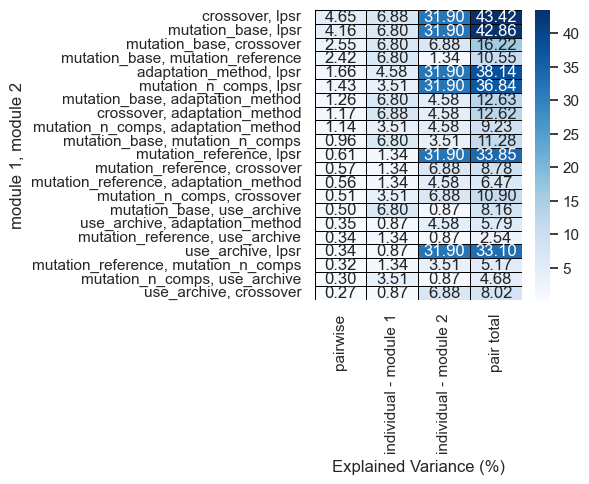 crossover, lpsr 4.65 6.88 31.90 43.42
mutation_base, lpsr 4.16 6.80 31.90 42.86
mutation_base, crossover 2.55 6.80 6.88 16.22
mutation_base, mutation_reference 2.42 6.80 1.34 10.55
adaptation_method, lpsr 1.66 4.58 31.90 38.14
mutation_n_comps, lpsr 1.43 3.51 31.90 36.84
mutation_base, adaptation_method 1.26 6.80 4.58 12.63
crossover, adaptation_method 1.17 6.88 4.58 12.62
mutation_n_comps, adaptation_method 1.14 3.51 4.58 9.23
mutation_base, mutation_n_comps 0.96 6.80 3.51 11.28
mutation_reference, lpsr 0.61 1.34 31.90 33.85
mutation_reference, crossover 0.57 1.34 6.88 8.78
mutation_reference, adaptation_method 0.56 1.34 4.58 6.47
mutation_n_comps, crossover 0.51 3.51 6.88 10.90
mutation_base, use_archive 0.50 6.80 0.87 8.16
use_archive, adaptation_method 0.35 0.87 4.58 5.79
mutation_reference, use_archive 0.34 1.34 0.87 2.54
use_archive, lpsr 0.34 0.87 31.90 33.10
mutation_reference, mutation_n_comps 0.32 1.34 3.51 5.17
mutation_n_comps, use_archive 0.30 3.51 0.87 4.68
use_archive, crossover 0.27 0.87 6.88 8.02
module 1, module 2
pairwise
individual - module 1
individual - module 2
pair total
Explained Variance (%)
40
35
30
25
20
15
10
5